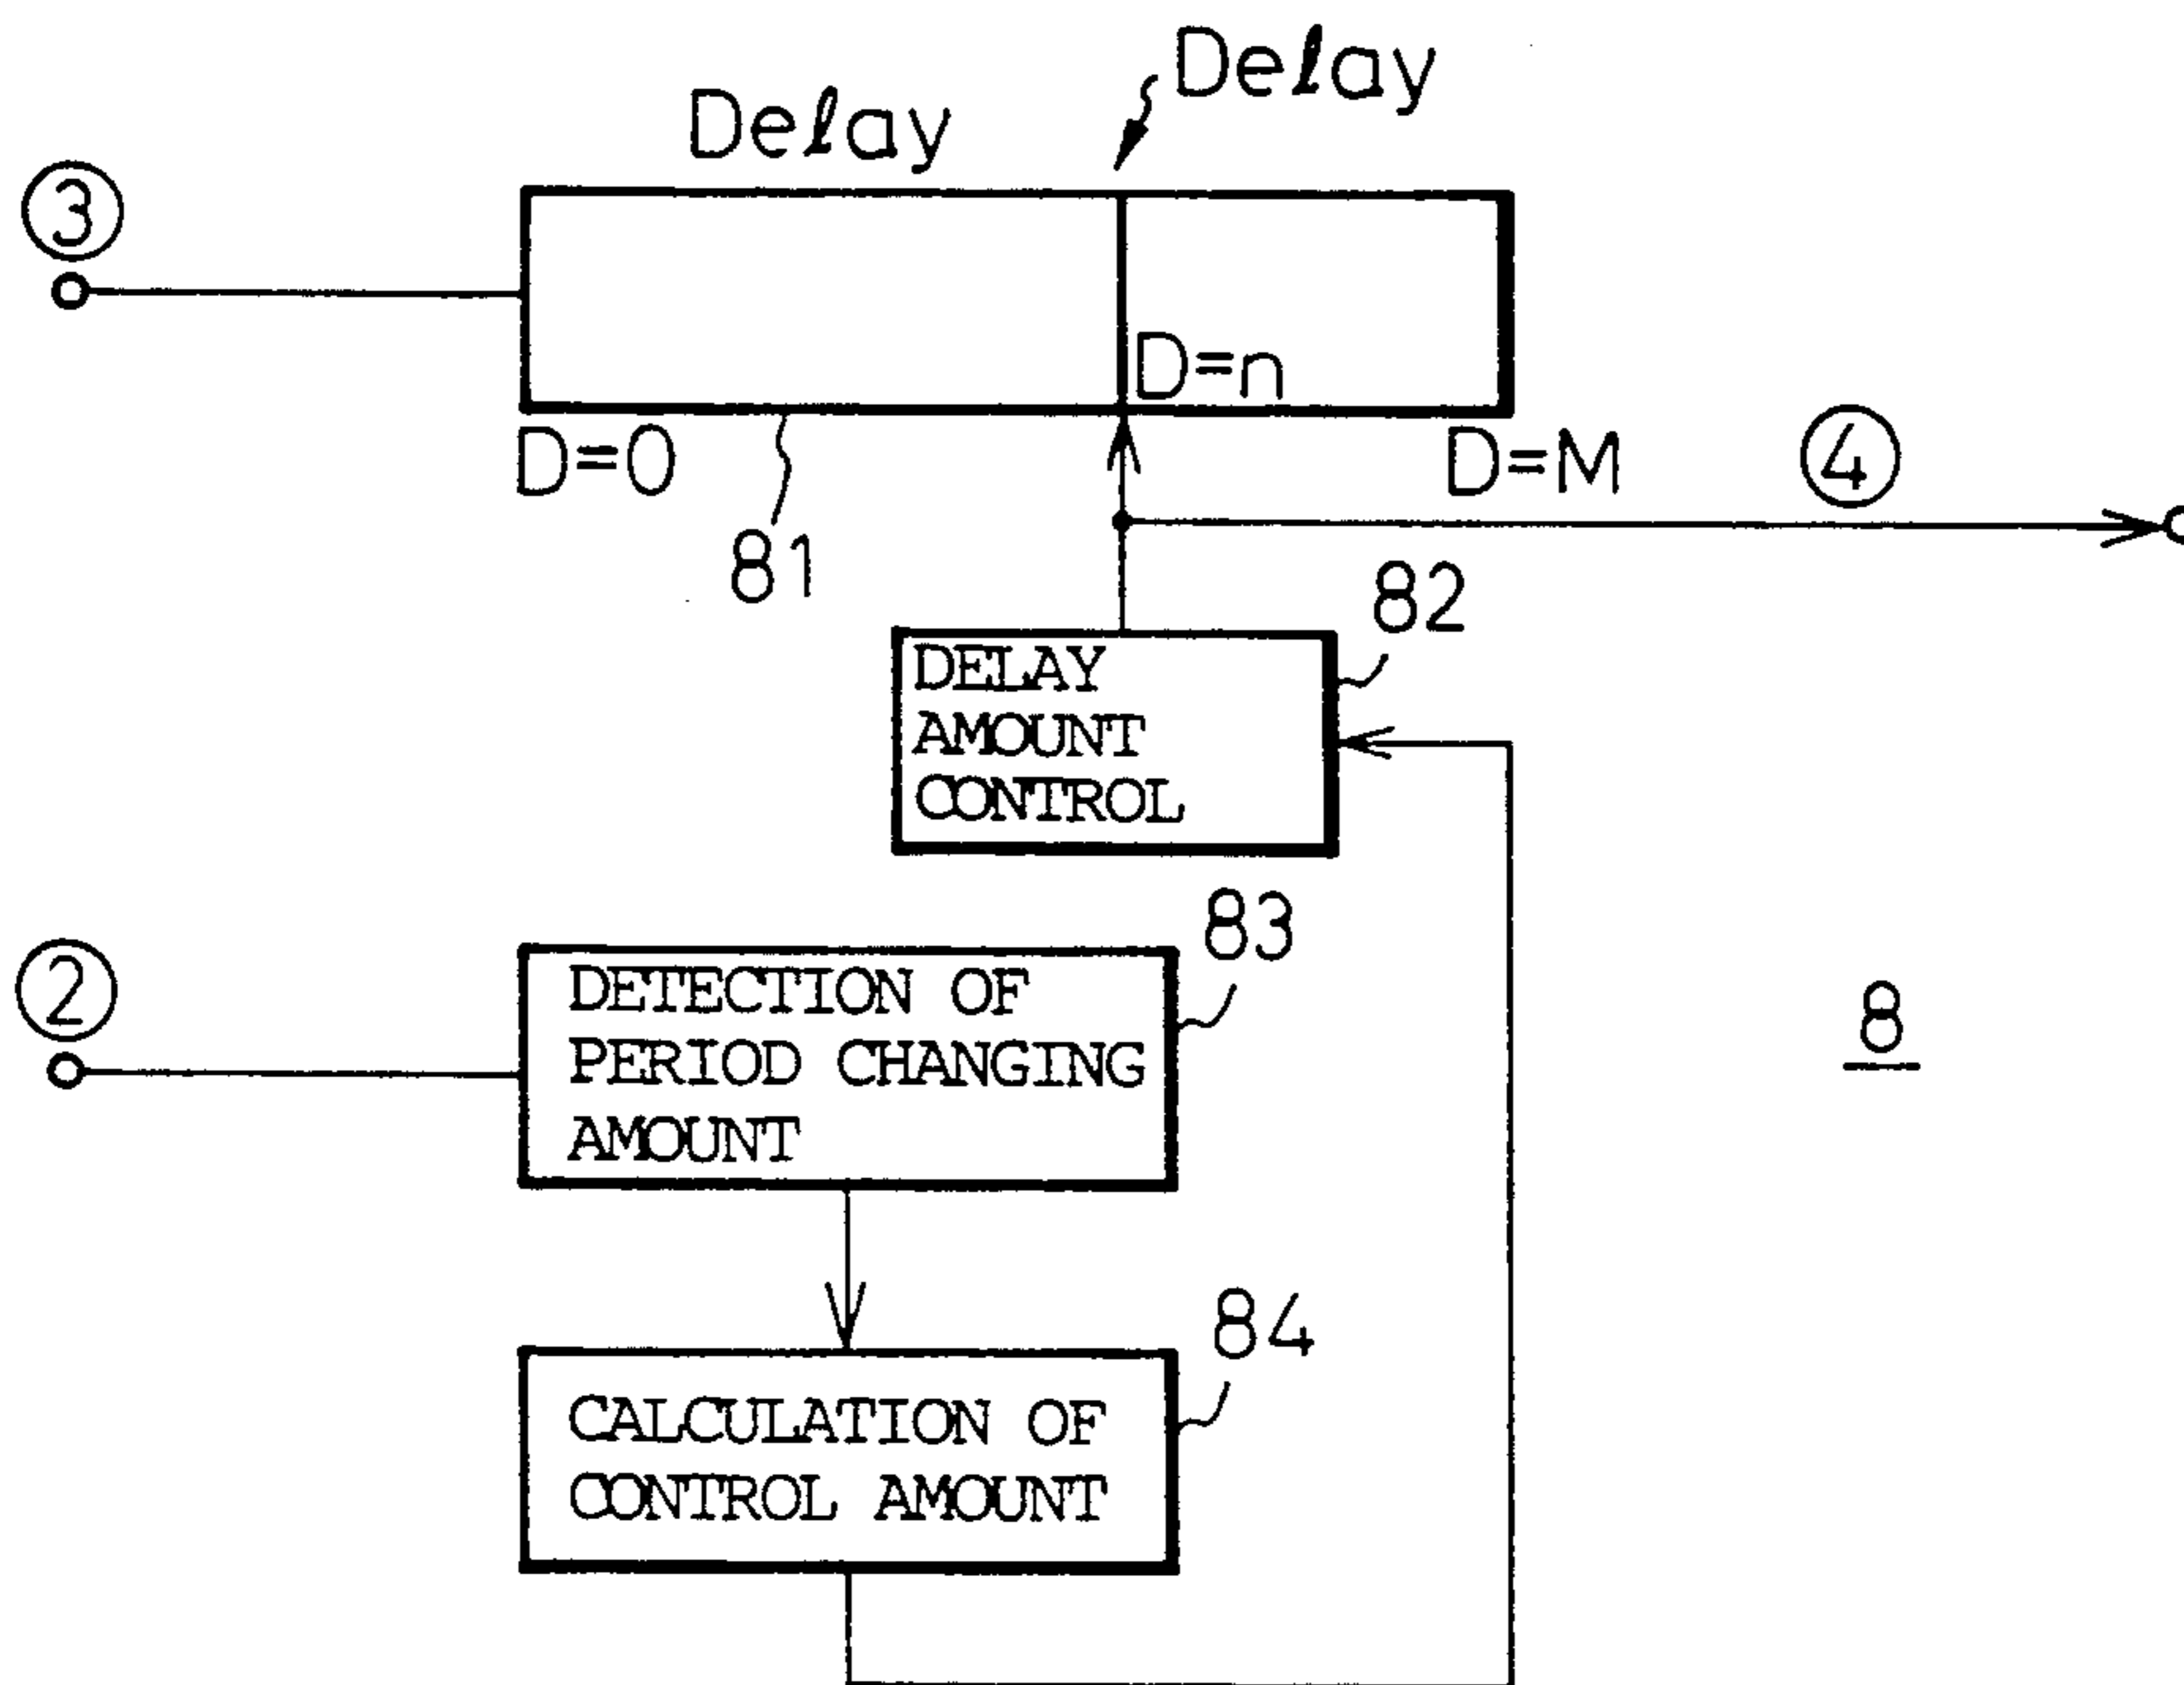 Delay
Delay
③
D=n
D=0
D=M
④
81
82
DELAY
AMOUNT
CONTROL
83
②
DETECTION OF
PERIOD CHANGING
AMOUNT
8
84
CALCULATION OF
CONTROL AMOUNT